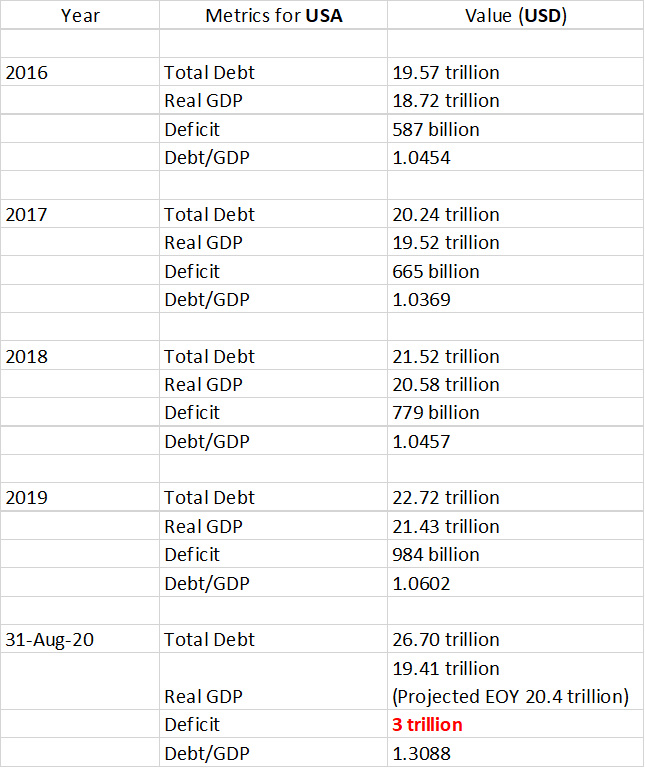 Year Metrics for USA Value (USD)
2016 Total Debt 19.57 trillion
Real GDP 18.72 trillion
Deficit 587 billion
Debt/GDP 1.0454
2017 Total Debt 20.24 trillion
Real GDP 19.52 trillion
Deficit 665 billion
Debt/GDP 1.0369
2018 Total Debt 21.52 trillion
Real GDP 20.58 trillion
Deficit 779 billion
Debt/GDP 1.0457
2019 Total Debt 22.72 trillion
Real GDP 21.43 trillion
Deficit 984 billion
Debt/GDP 1.0602
31-Aug-20 Total Debt 26.70 trillion
19.41 trillion
Real GDP (Projected EOY 20.4 trillion)
Deficit 3 trillion
Debt/GDP 1.3088